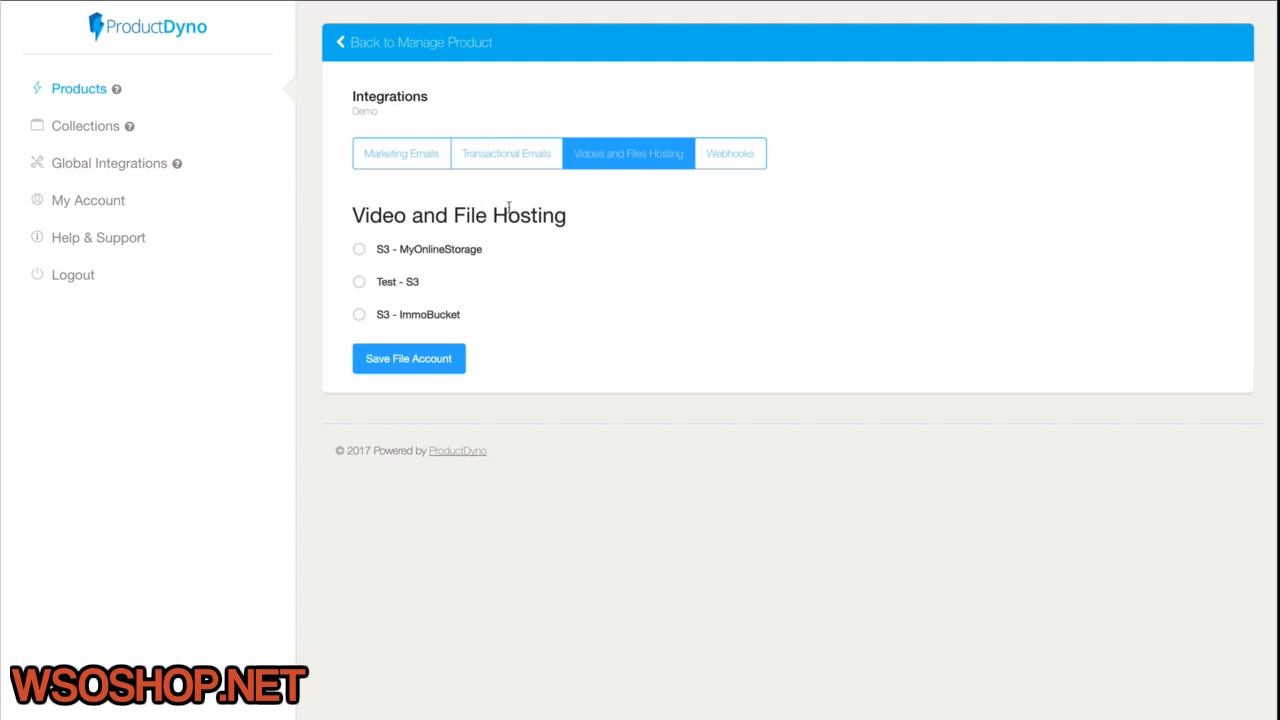 ProductDyno
Products
Collections
Global Integrations
My Account
Help & Support
Logout
Back to Manage Product
Integrations
Demo
Marketing Emails
Transactional Emails
Vidoes and Files Hosting
Webhooks
Video and File Hosting
S3 - MyOnlineStorage
Test - S3
S3 - ImmoBucket
Save File Account
© 2017 Powered by ProductDyno
WSOSHOP.NET